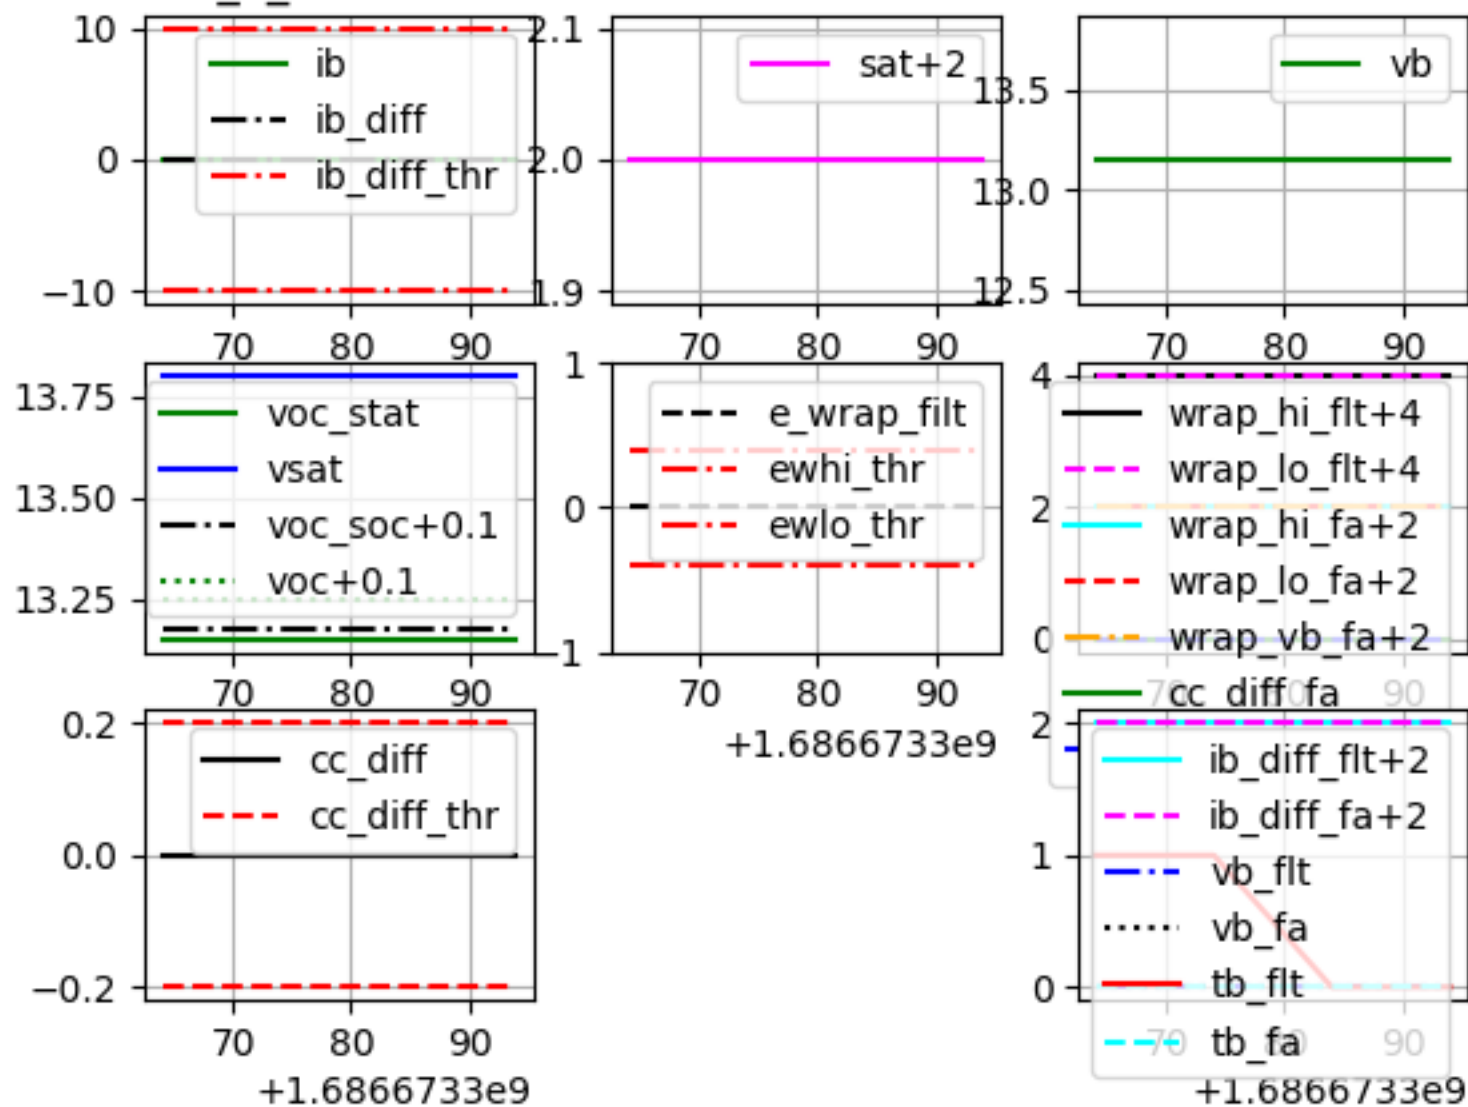 10
0
−10
ib
ib_diff
ib_diff_thr
70 80 90
2.1
2.0
1.9
sat+2
70 80 90
13.5
13.0
12.5
vb
70 80 90
13.75
13.50
13.25
voc_stat
vsat
voc_soc+0.1
voc+0.1
70 80 90
1
0
−1
e_wrap_filt
ewhi_thr
ewlo_thr
70 80 90
+1.6866733e9
4
2
0
wrap_hi_flt+4
wrap_lo_flt+4
wrap_hi_fa+2
wrap_lo_fa+2
wrap_vb_fa+2
cc_diff_fa
70 80 90
0.2
0.0
−0.2
cc_diff
cc_diff_thr
70 80 90
+1.6866733e9
2
1
0
ib_diff_flt+2
ib_diff_fa+2
vb_flt
vb_fa
tb_flt
tb_fa
70 80 90
+1.6866733e9